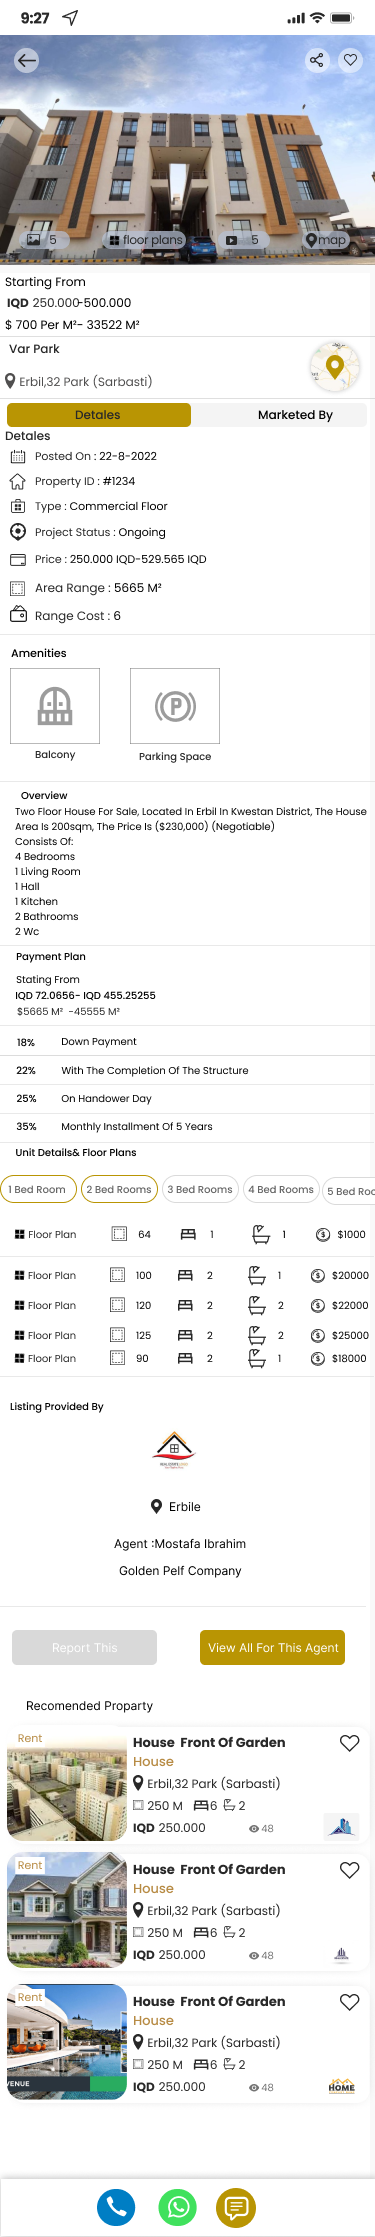 9:27
5
floor plans
5
map
Starting From
IQD 250.000-500.000
$ 700 Per M²- 33522 M²
Var Park
Erbil,32 Park (Sarbasti)
Detales
Marketed By
Detales
Posted On : 22-8-2022
Property ID : #1234
Type : Commercial Floor
Project Status : Ongoing
Price : 250.000 IQD-529.565 IQD
Area Range : 5665 M²
Range Cost : 6
Amenities
Balcony
Parking Space
Overview
Two Floor House For Sale, Located In Erbil In Kwestan District, The House
Area Is 200sqm, The Price Is ($230,000) (Negotiable)
Consists Of:
4 Bedrooms
1 Living Room
1 Hall
1 Kitchen
2 Bathrooms
2 Wc
Payment Plan
Stating From
IQD 72.0656- IQD 455.25255
$5665 M² -45555 M²
18% Down Payment
22% With The Completion Of The Structure
25% On Handower Day
35% Monthly Installment Of 5 Years
Unit Details& Floor Plans
1 Bed Room
2 Bed Rooms
3 Bed Rooms
4 Bed Rooms
5 Bed Roo
Floor Plan 64 1 1 $1000
Floor Plan 100 2 1 $20000
Floor Plan 120 2 2 $22000
Floor Plan 125 2 2 $25000
Floor Plan 90 2 1 $18000
Listing Provided By
Erbile
Agent :Mostafa Ibrahim
Golden Pelf Company
Report This
View All For This Agent
Recomended Proparty
Rent
House Front Of Garden
House
Erbil,32 Park (Sarbasti)
250 M 6 2
IQD 250.000 48
Rent
House Front Of Garden
House
Erbil,32 Park (Sarbasti)
250 M 6 2
IQD 250.000 48
Rent
House Front Of Garden
House
Erbil,32 Park (Sarbasti)
250 M 6 2
VENUE
IQD 250.000 48
HOME